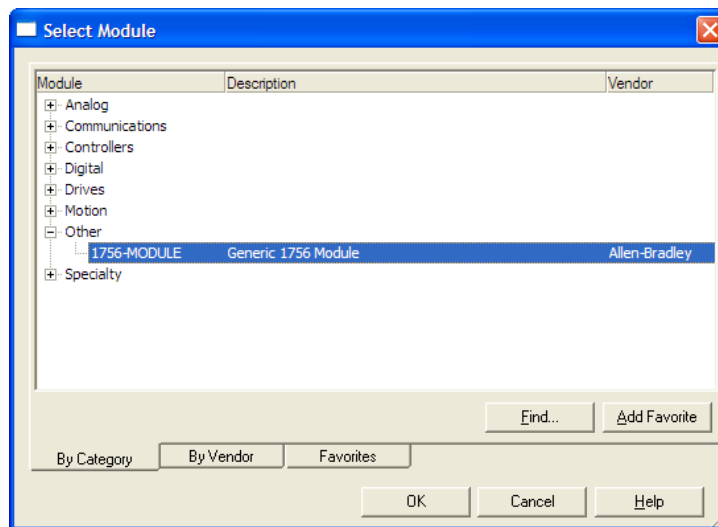 Select Module
Module Description Vendor
Analog
Communications
Controllers
Digital
Drives
Motion
Other
1756-MODULE Generic 1756 Module Allen-Bradley
Specialty
Find... Add Favorite
By Category By Vendor Favorites
OK Cancel Help